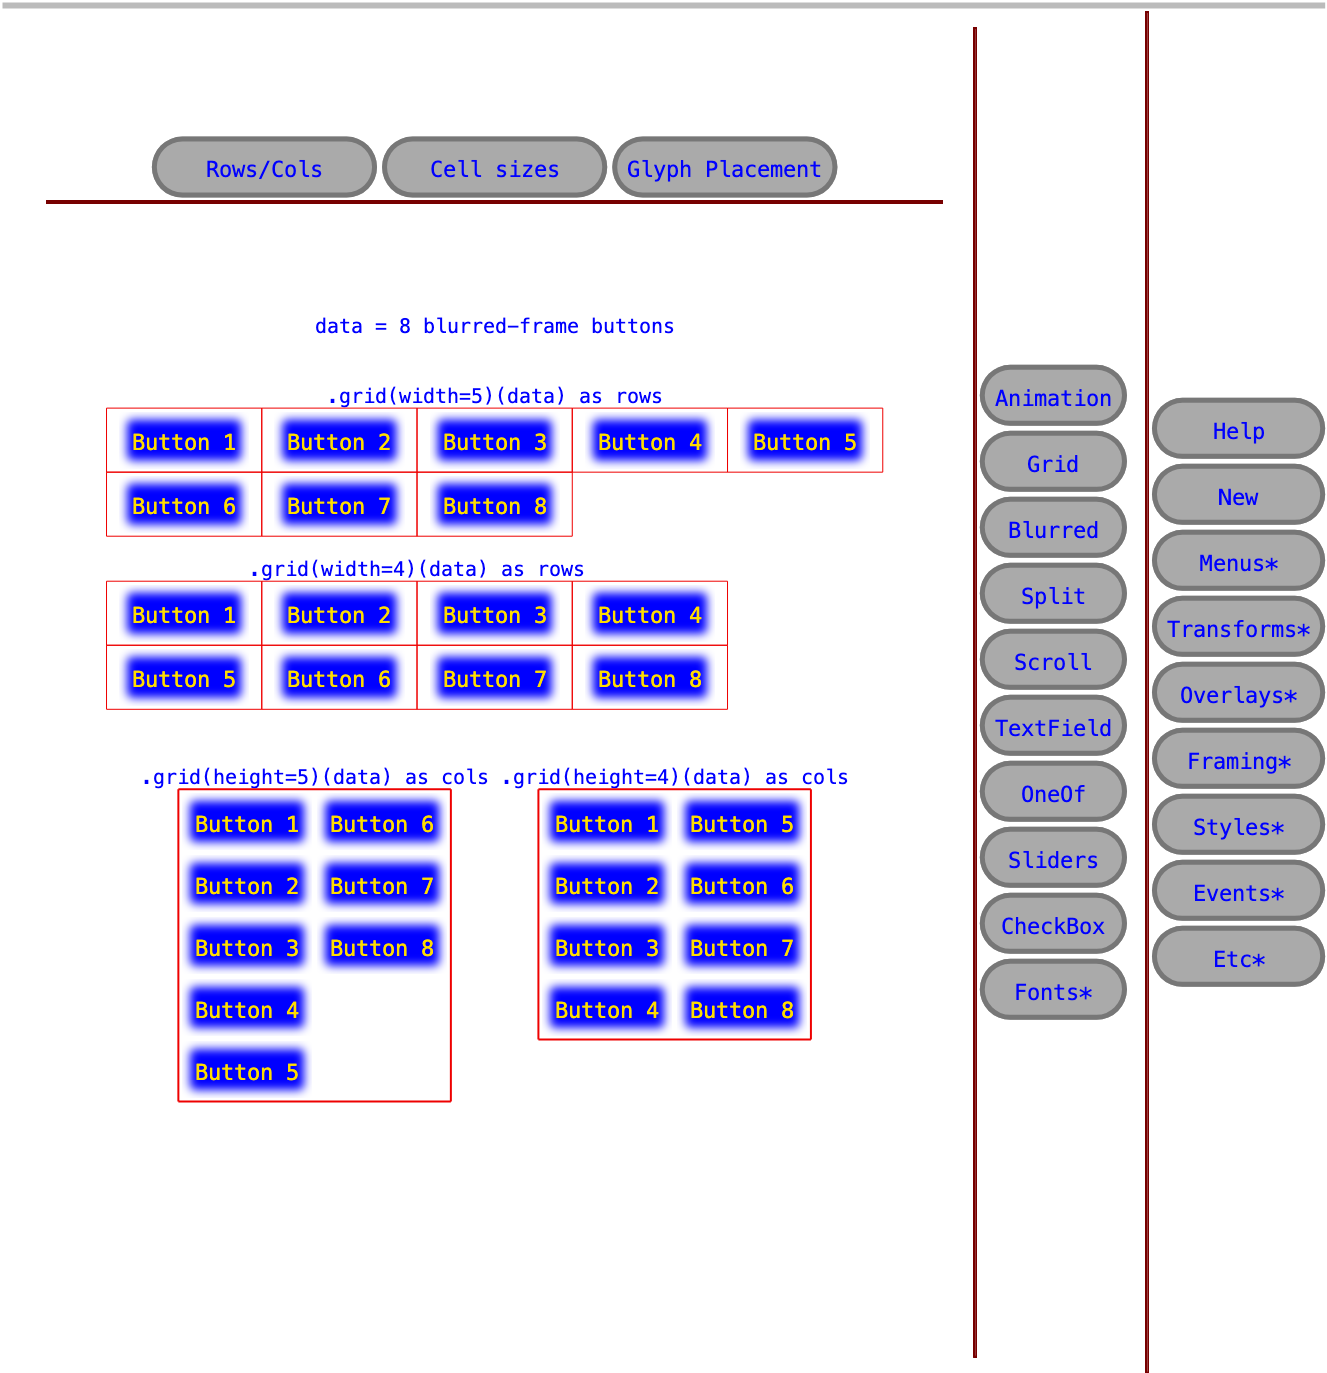 Rows/Cols Cell sizes Glyph Placement
data = 8 blurred-frame buttons
.grid(width=5)(data) as rows
Button 1 Button 2 Button 3 Button 4 Button 5
Button 6 Button 7 Button 8
.grid(width=4)(data) as rows
Button 1 Button 2 Button 3 Button 4
Button 5 Button 6 Button 7 Button 8
.grid(height=5)(data) as cols
Button 1 Button 6
Button 2 Button 7
Button 3 Button 8
Button 4
Button 5
.grid(height=4)(data) as cols
Button 1 Button 5
Button 2 Button 6
Button 3 Button 7
Button 4 Button 8
Animation
Grid
Blurred
Split
Scroll
TextField
OneOf
Sliders
CheckBox
Fonts*
Help
New
Menus*
Transforms*
Overlays*
Framing*
Styles*
Events*
Etc*